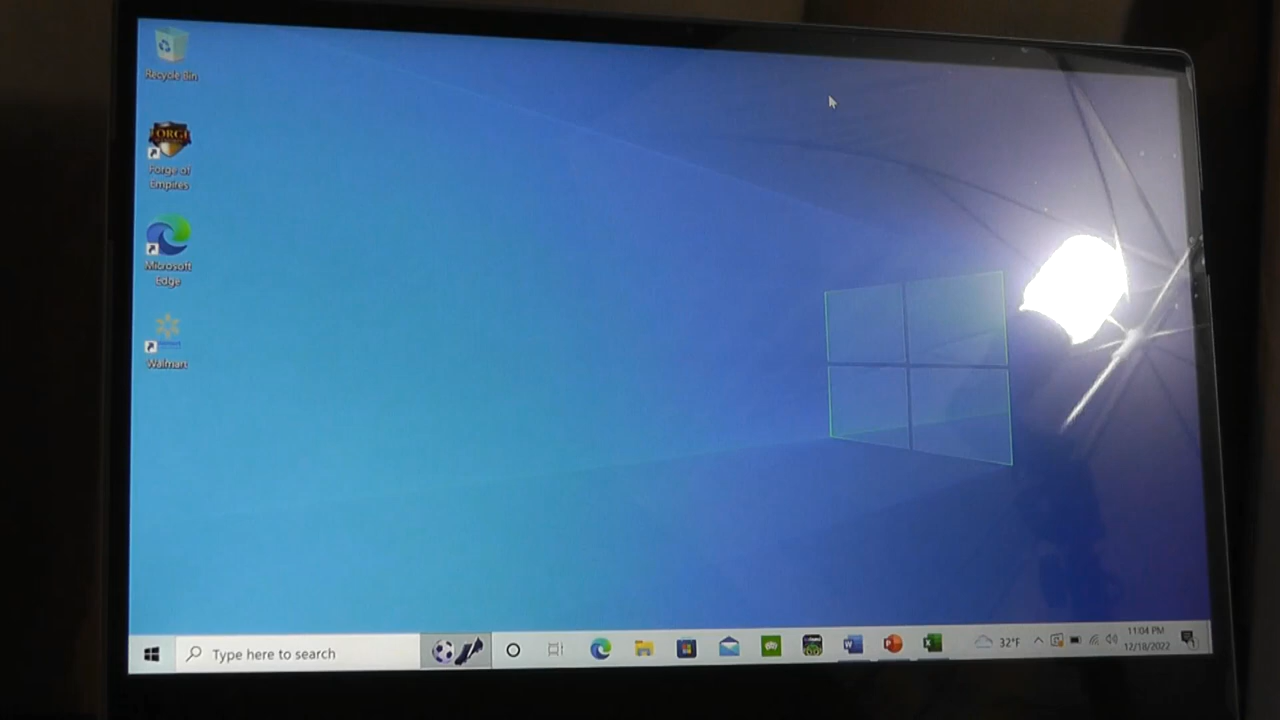 Recycle Bin
FORGE
Forge of
Empires
Microsoft
Edge
Walmart
Type here to search
32°F
11:04 PM
12/18/2022